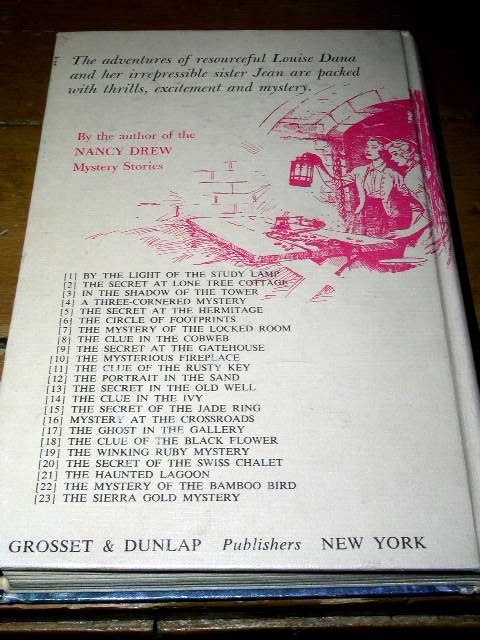 The adventures of resourceful Louise Dana
and her irrepressible sister Jean are packed
with thrills, excitement and mystery.
By the author of the
NANCY DREW
Mystery Stories
[1] BY THE LIGHT OF THE STUDY LAMP
[2] THE SECRET AT LONE TREE COTTAGE
[3] IN THE SHADOW OF THE TOWER
[4] A THREE-CORNERED MYSTERY
[5] THE SECRET AT THE HERMITAGE
[6] THE CIRCLE OF FOOTPRINTS
[7] THE MYSTERY OF THE LOCKED ROOM
[8] THE CLUE IN THE COBWEB
[9] THE SECRET AT THE GATEHOUSE
[10] THE MYSTERIOUS FIREPLACE
[11] THE CLUE OF THE RUSTY KEY
[12] THE PORTRAIT IN THE SAND
[13] THE SECRET IN THE OLD WELL
[14] THE CLUE IN THE IVY
[15] THE SECRET OF THE JADE RING
[16] MYSTERY AT THE CROSSROADS
[17] THE GHOST IN THE GALLERY
[18] THE CLUE OF THE BLACK FLOWER
[19] THE WINKING RUBY MYSTERY
[20] THE SECRET OF THE SWISS CHALET
[21] THE HAUNTED LAGOON
[22] THE MYSTERY OF THE BAMBOO BIRD
[23] THE SIERRA GOLD MYSTERY
GROSSET & DUNLAP Publishers NEW YORK